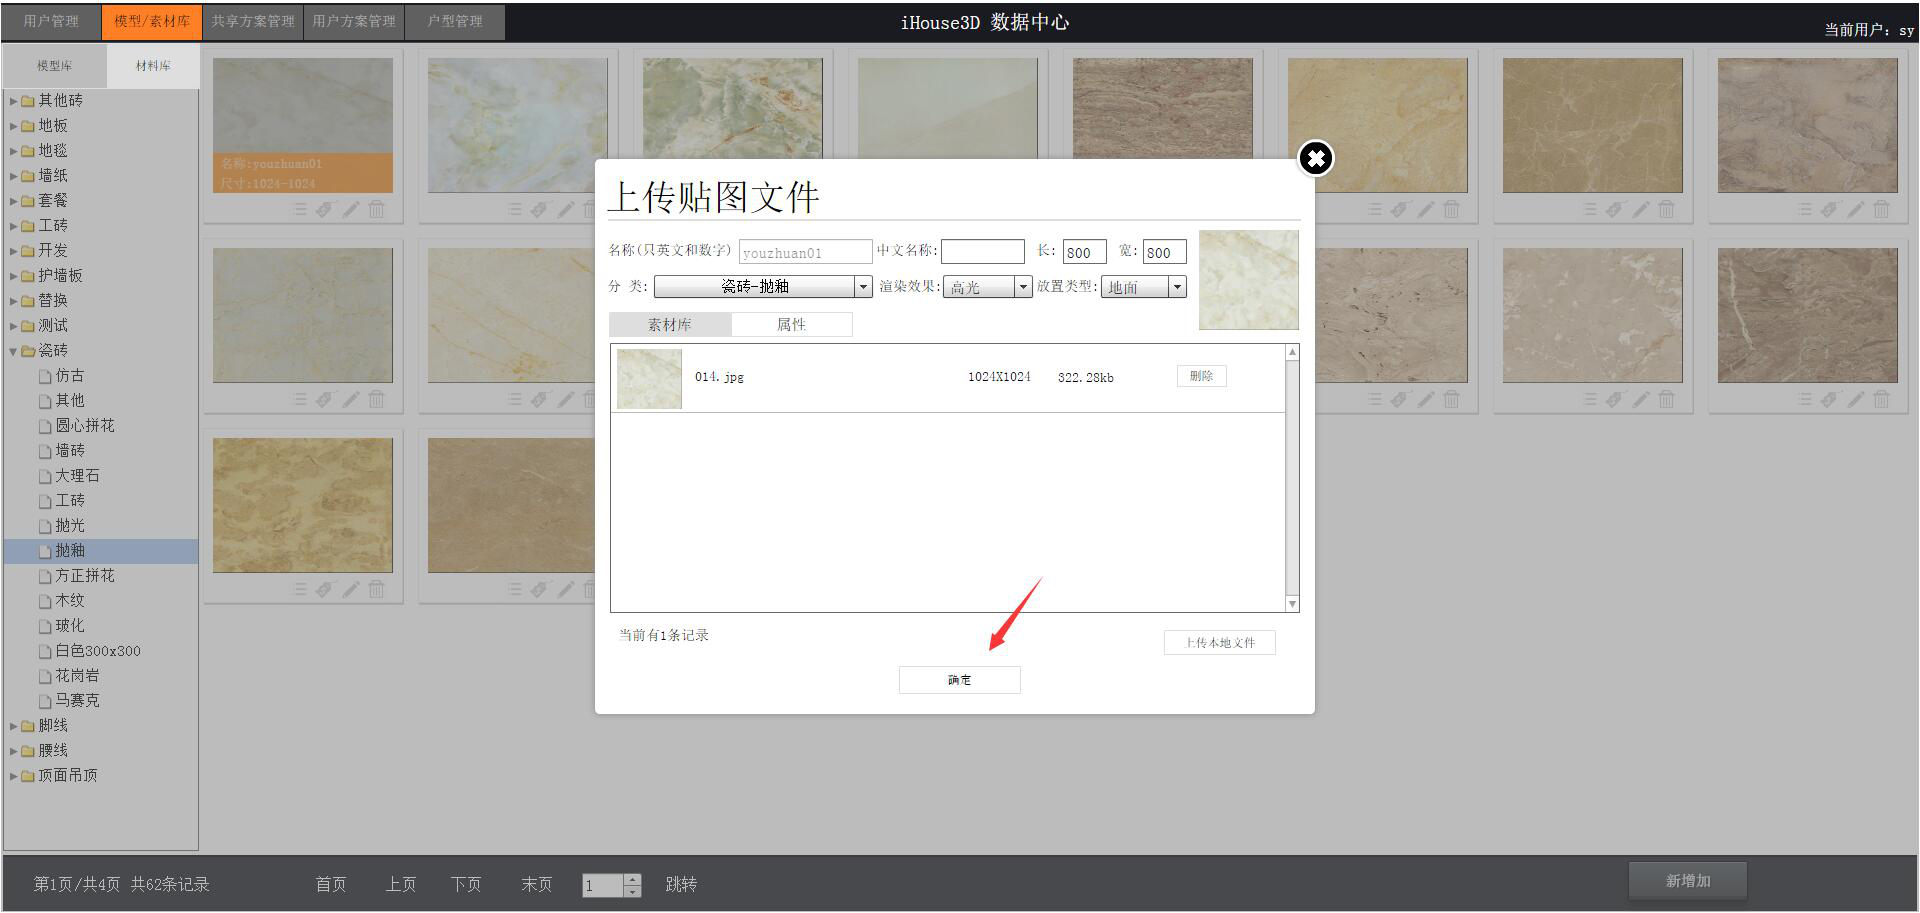 用户管理 模型/素材库 共享方案管理 用户方案管理 户型管理
iHouse3D 数据中心
当前用户: sy
模型库 材料库
其他砖
地板
地毯
墙纸
套餐
工砖
开发
护墙板
替换
测试
瓷砖
仿古
其他
圆心拼花
墙砖
大理石
工砖
抛光
抛釉
方正拼花
木纹
玻化
白色300x300
花岗岩
马赛克
脚线
腰线
顶面吊顶
名称:youzhuan01
尺寸:1024-1024
上传贴图文件
名称(只英文和数字) youzhuan01 中文名称: 长: 800 宽: 800
分 类: 瓷砖-抛釉 渲染效果: 高光 放置类型: 地面
素材库 属性
014.jpg 1024X1024 322.28kb 删除
当前有1条记录
上传本地文件
确定
第1页/共4页 共62条记录 首页 上页 下页 末页 1 跳转
新增加